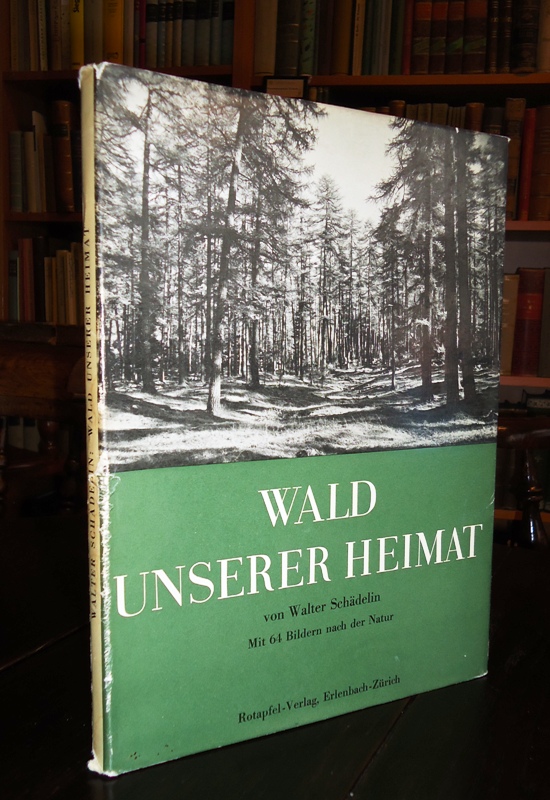 WALTER SCHÄDELIN: WALD UNSERER HEIMAT
WALD
UNSERER HEIMAT
von Walter Schädelin
Mit 64 Bildern nach der Natur
Rotapfel-Verlag, Erlenbach-Zürich